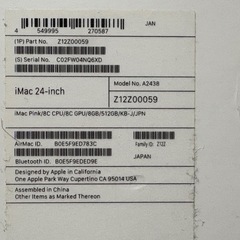 JAN
4 549995 270587
(1P) Part No. Z12Z00059
(S) Serial No. C02FW04NQ6XD
iMac 24-inch
Model No. A2438
Z12Z00059
iMac Pink/8C CPU/8C GPU/8GB/512GB/KB-J/JPN
AirMac ID. B0E5F9ED783C
Family ID: Z12Z
Bluetooth ID. B0E5F9EDED9E
JAPAN
Designed by Apple in California
One Apple Park Way Cupertino CA 95014 USA
Assembled in China
Other Items as Marked Thereon